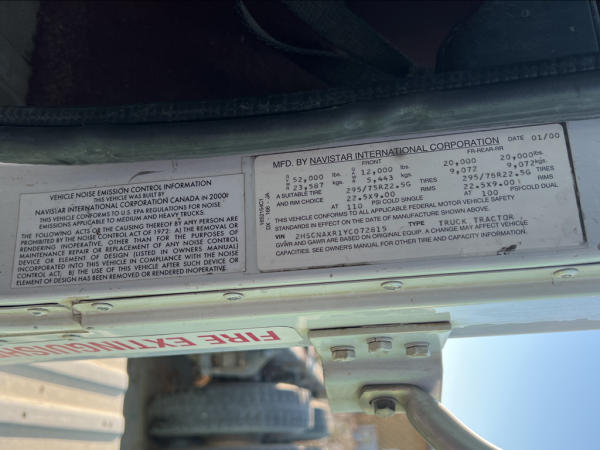 VEHICLE NOISE EMISSION CONTROL INFORMATION
THIS VEHICLE WAS BUILT BY
NAVISTAR INTERNATIONAL CORPORATION CANADA IN 2000
THIS VEHICLE CONFORMS TO U.S. EPA REGULATIONS FOR NOISE
EMISSION APPLICABLE TO MEDIUM AND HEAVY TRUCKS.
THE FOLLOWING ACTS OR THE CAUSING THEREOF BY ANY PERSON ARE
PROHIBITED BY THE NOISE CONTROL ACT OF 1972: A) THE REMOVAL OR
RENDERING INOPERATIVE, OTHER THAN FOR THE PURPOSES OF
MAINTENANCE REPAIR OR REPLACEMENT OF ANY NOISE CONTROL
DEVICE OR ELEMENT OF DESIGN (LISTED IN OWNERS MANUAL)
INCORPORATED INTO THIS VEHICLE IN COMPLIANCE WITH THE NOISE
CONTROL ACT, B) THE USE OF THIS VEHICLE AFTER SUCH DEVICE OR
ELEMENT OF DESIGN HAS BEEN REMOVED OR RENDERED INOPERATIVE
MFD. BY NAVISTAR INTERNATIONAL CORPORATION DATE 01/00
FRONT FR-REAR-RR
52,000 lbs. 12,000 lbs. 20,000 20,000 lbs.
23,587 kgs. 5,443 kgs. 9,072 9,072 kgs.
A SUITABLE TIRE 295/75R22.5G TIRES 295/75R22.5G TIRES
AND RIM CHOICE 22.5X9.00 RIMS 22.5X9.00 RIMS
AT 110 PSI COLD SINGLE AT 100 PSI COLD DUAL
THIS VEHICLE CONFORMS TO ALL APPLICABLE FEDERAL MOTOR VEHICLE SAFETY
STANDARDS IN EFFECT ON THE DATE OF MANUFACTURE SHOWN ABOVE.
VIN 2HSCNAXR1YC072815 TYPE TRUCK TRACTOR
GVWR AND GAWR ARE BASED ON ORIGINAL EQUIP. A CHANGE MAY AFFECT VEHICLE
CAPACITIES. SEE OWNER'S MANUAL FOR OTHER TIRE AND CAPACITY INFORMATION.
FIRE EXTINGUISH